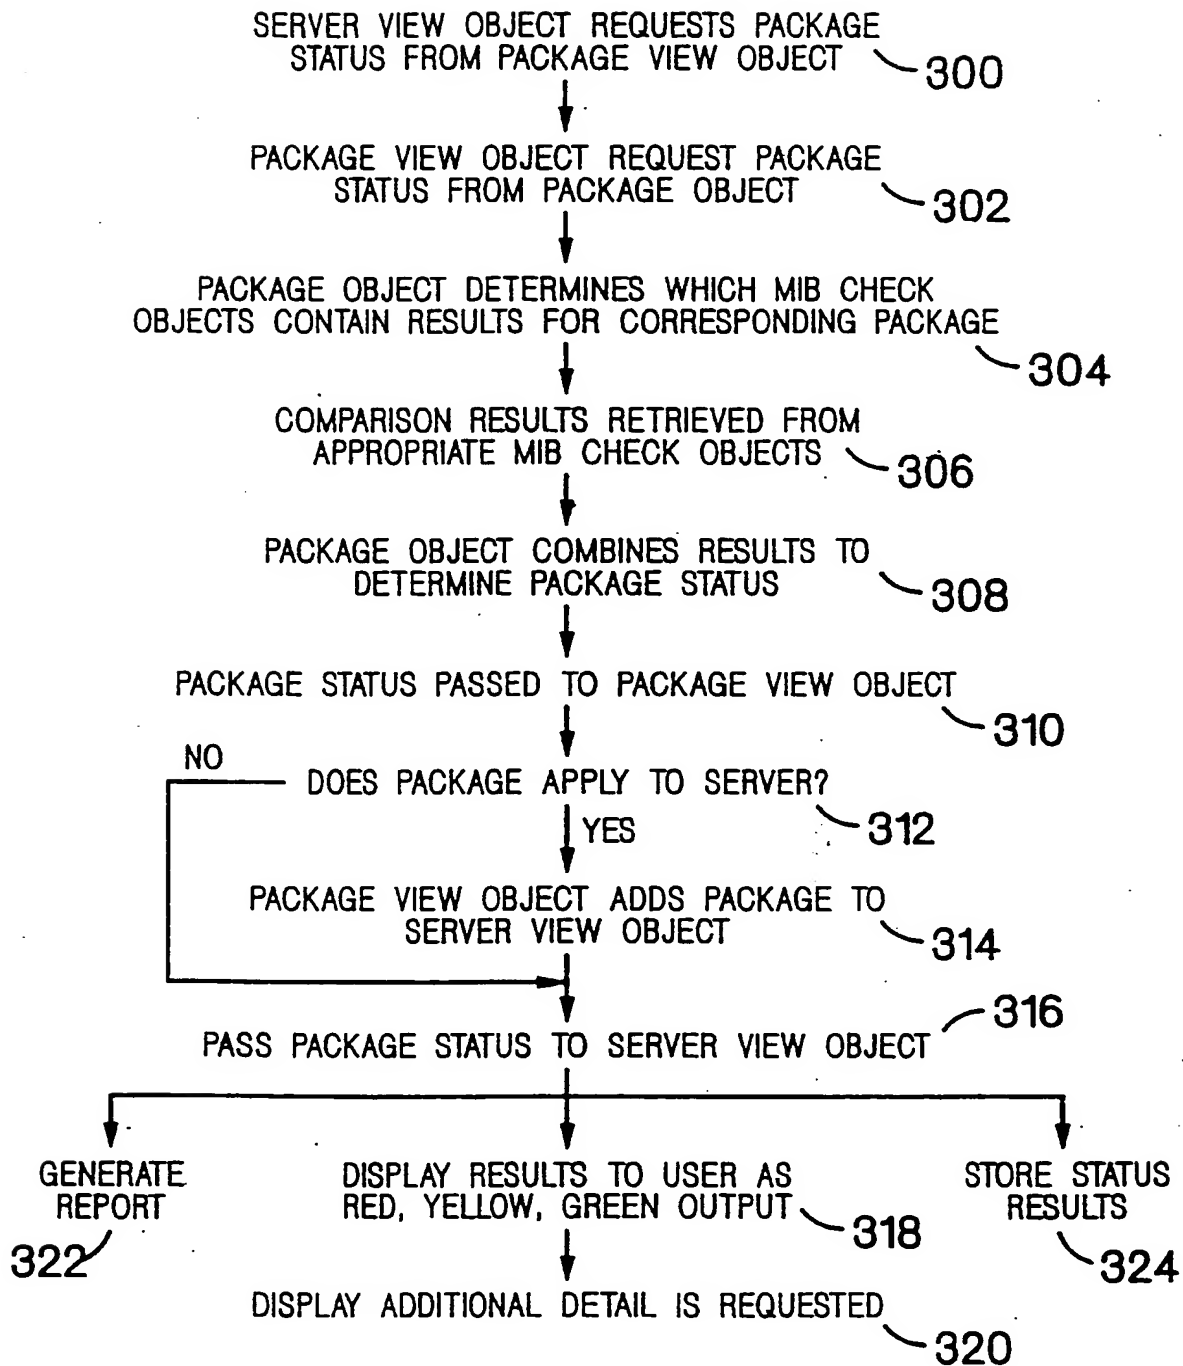 SERVER VIEW OBJECT REQUESTS PACKAGE
STATUS FROM PACKAGE VIEW OBJECT
300
PACKAGE VIEW OBJECT REQUEST PACKAGE
STATUS FROM PACKAGE OBJECT
302
PACKAGE OBJECT DETERMINES WHICH MIB CHECK
OBJECTS CONTAIN RESULTS FOR CORRESPONDING PACKAGE
304
COMPARISON RESULTS RETRIEVED FROM
APPROPRIATE MIB CHECK OBJECTS
306
PACKAGE OBJECT COMBINES RESULTS TO
DETERMINE PACKAGE STATUS
308
PACKAGE STATUS PASSED TO PACKAGE VIEW OBJECT
310
NO
DOES PACKAGE APPLY TO SERVER?
312
YES
PACKAGE VIEW OBJECT ADDS PACKAGE TO
SERVER VIEW OBJECT
314
316
PASS PACKAGE STATUS TO SERVER VIEW OBJECT
GENERATE
REPORT
322
DISPLAY RESULTS TO USER AS
RED, YELLOW, GREEN OUTPUT
318
STORE STATUS
RESULTS
324
DISPLAY ADDITIONAL DETAIL IS REQUESTED
320